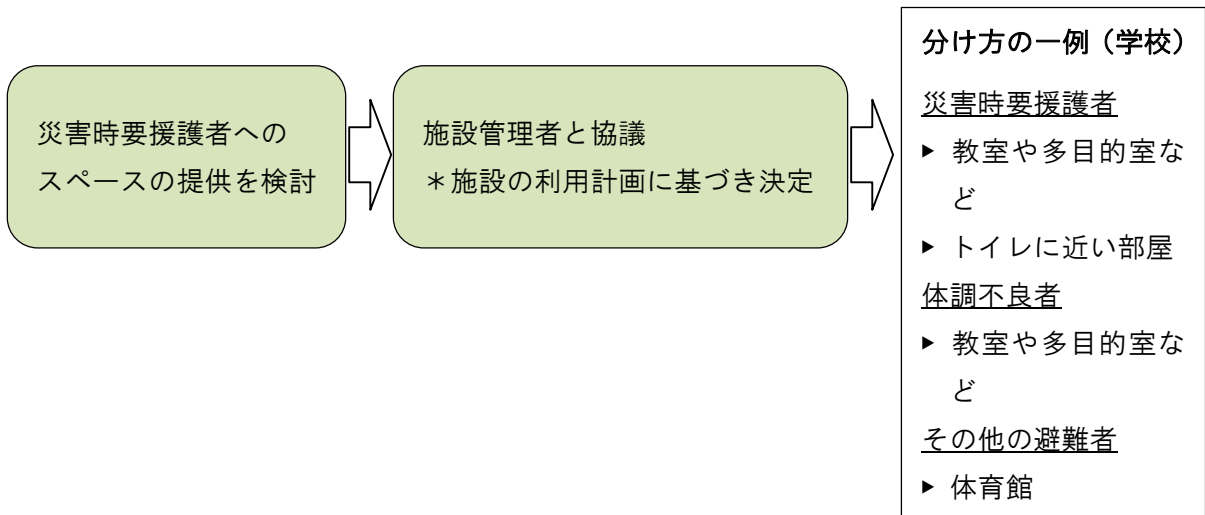 災害時要援護者への
スペースの提供を検討
施設管理者と協議
＊施設の利用計画に基づき決定
分け方の一例（学校）
災害時要援護者
▶ 教室や多目的室な
ど
▶ トイレに近い部屋
体調不良者
▶ 教室や多目的室な
ど
その他の避難者
▶ 体育館